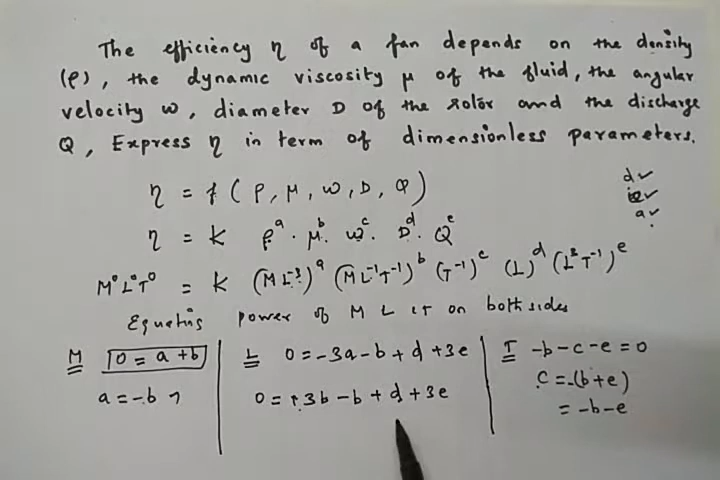 The efficiency η of a fan depends on the density
(ρ), the dynamic viscosity μ of the fluid, the angular
velocity ω, diameter D of the rotor and the discharge
Q, Express η in term of dimensionless parameters.
η = f (ρ, μ, ω, D, Q)
η = K ρ^a. μ^b. ω^c. D^d. Q^e
d✓
✓
a✓
M⁰L⁰T⁰ = K (ML⁻³)^a (ML⁻¹T⁻¹)^b (T⁻¹)^c (L)^d (L³T⁻¹)^e
Equating power of M L & T on both sides
M 0 = a+b
a = -b
L 0 = -3a-b+d+3e
0 = +3b-b+d+3e
T -b-c-e=0
C = -(b+e)
= -b-e